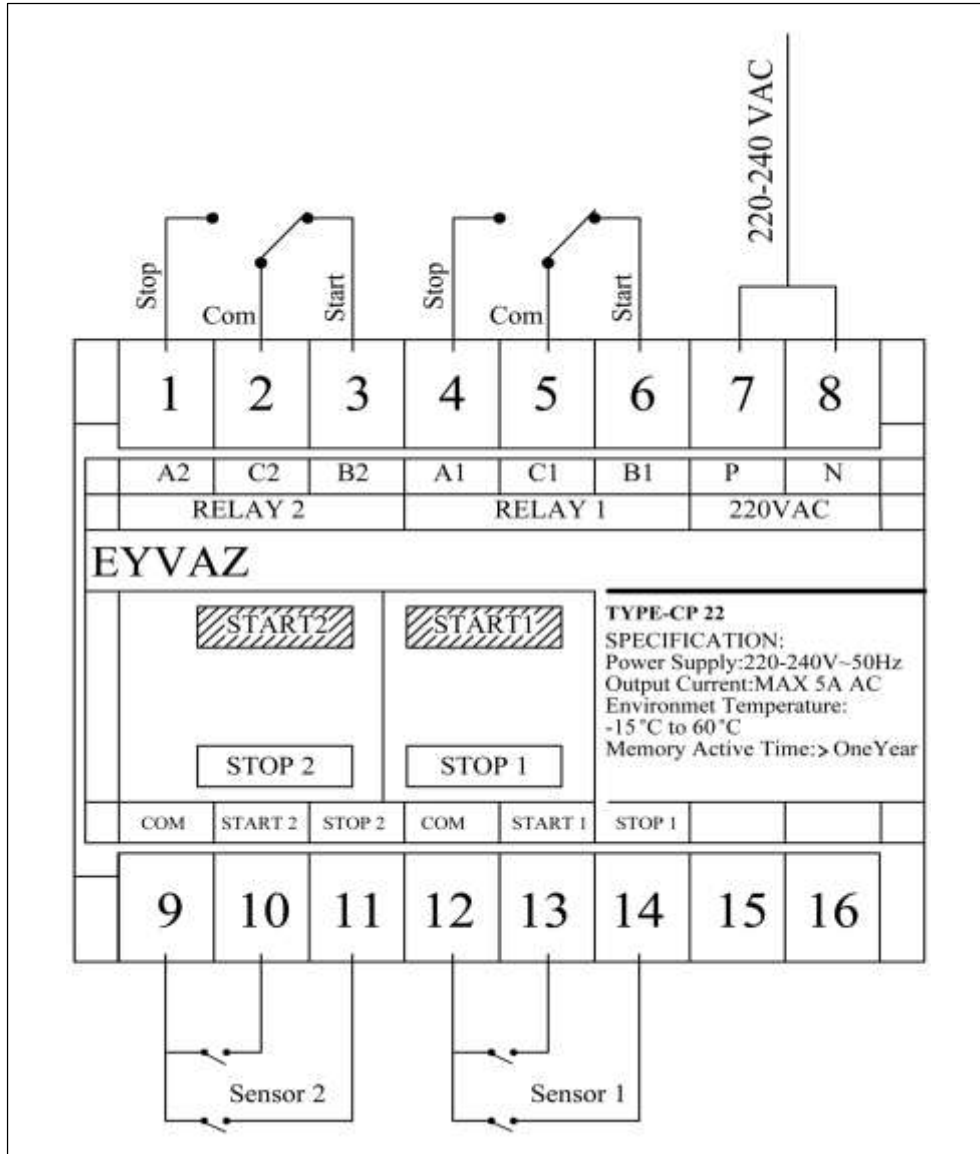 220-240 VAC
Stop
Com
Start
Stop
Com
Start
1 2 3 4 5 6 7 8
A2 C2 B2 A1 C1 B1 P N
RELAY 2 RELAY 1 220VAC
EYVAZ
START2 START1
STOP 2 STOP 1
TYPE-CP 22
SPECIFICATION:
Power Supply:220-240V~50Hz
Output Current:MAX 5A AC
Environmet Temperature:
-15°C to 60°C
Memory Active Time:>OneYear
COM START 2 STOP 2 COM START 1 STOP 1
9 10 11 12 13 14 15 16
Sensor 2 Sensor 1